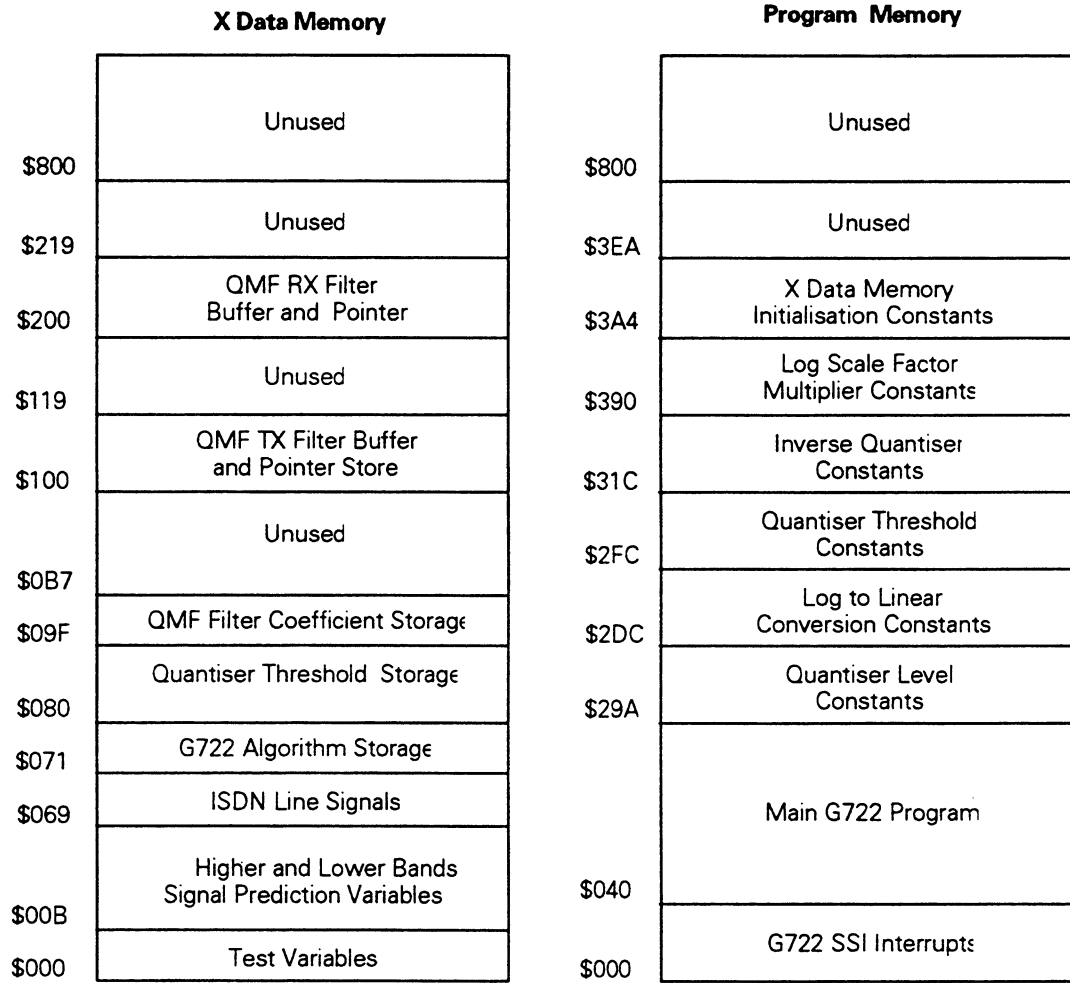 X Data Memory
Unused
$800
Unused
$219
QMF RX Filter
Buffer and Pointer
$200
Unused
$119
QMF TX Filter Buffer
and Pointer Store
$100
Unused
$0B7
QMF Filter Coefficient Storage
$09F
Quantiser Threshold Storage
$080
G722 Algorithm Storage
$071
ISDN Line Signals
$069
Higher and Lower Bands
Signal Prediction Variables
$00B
Test Variables
$000
Program Memory
Unused
$800
Unused
$3EA
X Data Memory
Initialisation Constants
$3A4
Log Scale Factor
Multiplier Constants
$390
Inverse Quantiser
Constants
$31C
Quantiser Threshold
Constants
$2FC
Log to Linear
Conversion Constants
$2DC
Quantiser Level
Constants
$29A
Main G722 Program
$040
G722 SSI Interrupts
$000